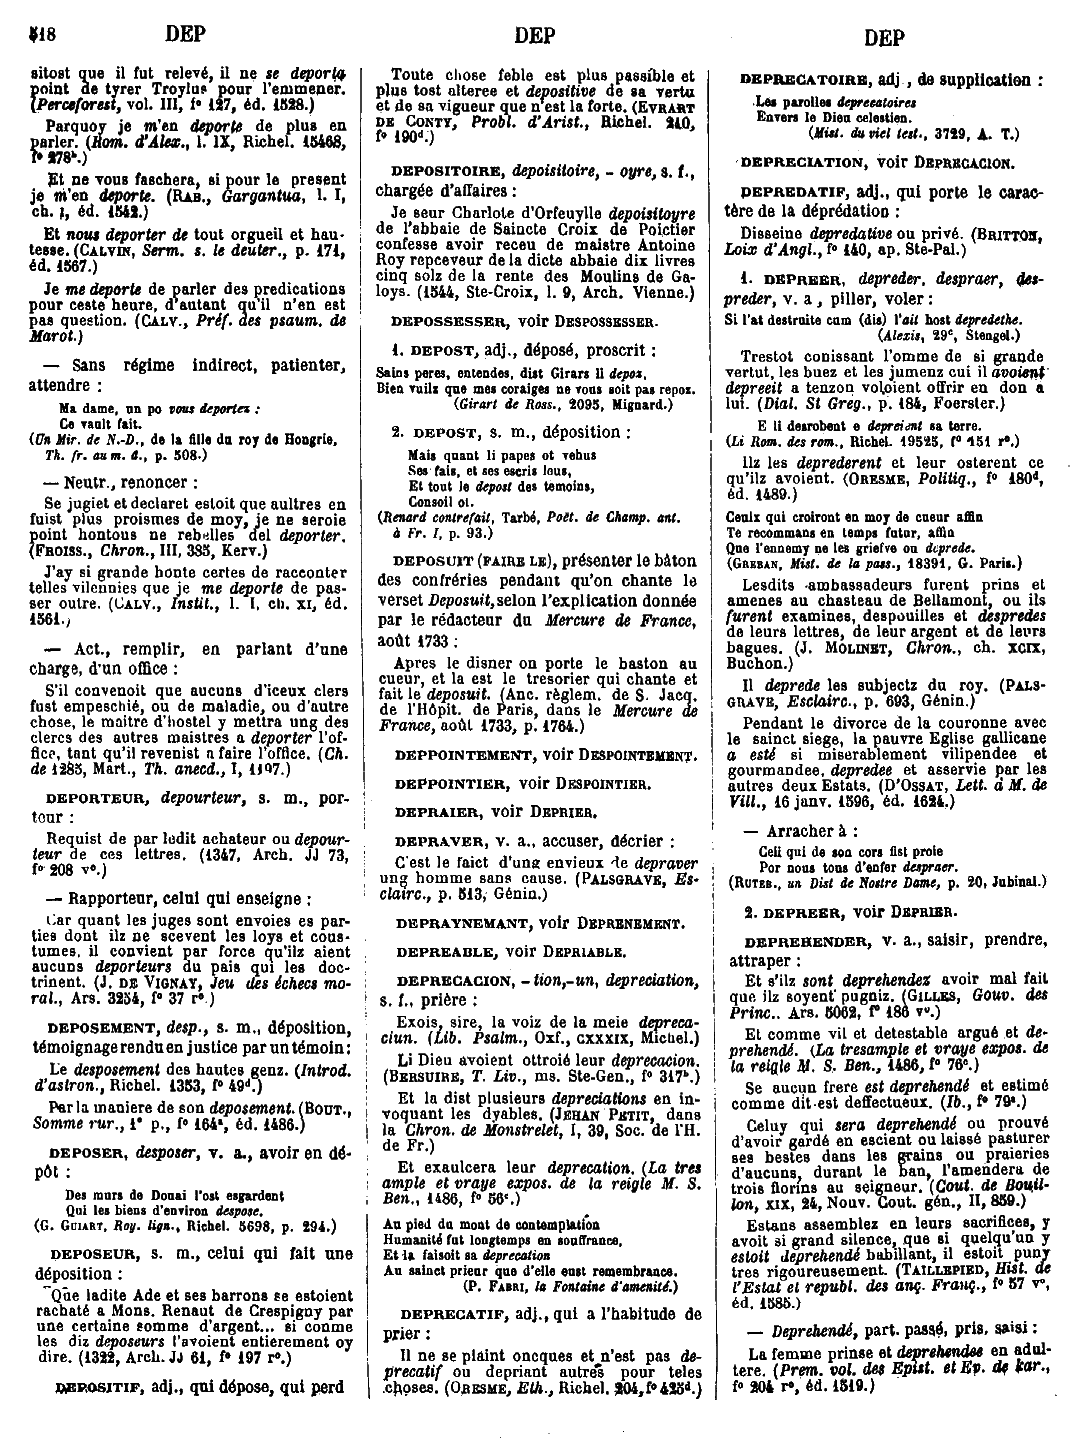 518 DEP DEP DEP
sitost que il fut relevé, il ne se deporta
point de tyrer Troylus pour l'emmener.
(Perceforest, vol. III, f° 127, éd. 1528.)
Parquoy je m'en deporte de plus en
parler. (Rom. d'Alex., l. IX, Richel. 15468,
f° 278ᵇ.)
Et ne vous faschera, si pour le present
je m'en deporte. (RAB., Gargantua, l. I,
ch. 1, éd. 1542.)
Et nous deporter de tout orgueil et hau-
tesse. (CALVIN, Serm. s. le deuter., p. 171,
éd. 1567.)
Je me deporte de parler des predications
pour ceste heure, d'autant qu'il n'en est
pas question. (CALV., Préf. des psaum. de
Marot.)
— Sans régime indirect, patienter,
attendre :
Ma dame, un po vous deportez :
Ce vault fait.
(Un Mir. de N.-D., de la fille du roy de Hongrie,
Th. fr. au m. â., p. 508.)
— Neutr., renoncer :
Se jugiet et declaret estoit que aultres en
fuist plus proismes de moy, je ne seroie
point hontous ne rebelles del deporter.
(FROISS., Chron., III, 385, Kerv.)
J'ay si grande honte certes de racconter
telles vilennies que je me deporte de pas-
ser outre. (CALV., Instit., l. I, ch. XI, éd.
1561.)
— Act., remplir, en parlant d'une
charge, d'un office :
S'il convenoit que aucuns d'iceux clers
fust empeschié, ou de maladie, ou d'autre
chose, le maitre d'hostel y mettra ung des
clercs des autres maistres a deporter l'of-
fice, tant qu'il revenist a faire l'office. (Ch.
de 1285, Mart., Th. anecd., I, 1197.)
DEPORTEUR, depourteur, s. m., por-
teur :
Requist de par ledit achateur ou depour-
teur de ces lettres. (1347, Arch. JJ 73,
f° 208 v°.)
— Rapporteur, celui qui enseigne :
Car quant les juges sont envoies es par-
ties dont ilz ne scevent les loys et cous-
tumes, il convient par force qu'ilz aient
aucuns deporteurs du pais qui les doc-
trinent. (J. DE VIGNAY, Jeu des échecs mo-
ral., Ars. 3254, f° 37 r°.)
DEPOSEMENT, desp., s. m., déposition,
témoignage rendu en justice par un témoin :
Le desposement des hautes genz. (Introd.
d'astron., Richel. 1353, f° 49ᵈ.)
Par la maniere de son deposement. (BOUT.,
Somme rur., 1ᵉ p., f° 164ᵃ, éd. 1486.)
DEPOSER, desposer, v. a., avoir en dé-
pôt :
Des murs de Douai l'ost esgardent
Qui les biens d'environ despose.
(G. GUIART, Roy. lign., Richel. 5698, p. 294.)
DEPOSEUR, s. m., celui qui fait une
déposition :
Que ladite Ade et ses barrons se estoient
rachaté a Mons. Renaut de Crespigny par
une certaine somme d'argent... si conme
les diz deposeurs l'avoient entierement oy
dire. (1322, Arch. JJ 61, f° 197 r°.)
DEPOSITIF, adj., qui dépose, qui perd
Toute chose feble est plus passible et
plus tost alteree et depositive de sa vertu
et de sa vigueur que n'est la forte. (EVRART
DE CONTY, Probl. d'Arist., Richel. 210,
f° 190ᵈ.)
DEPOSITOIRE, depoisitoire, - oyre, s. f.,
chargée d'affaires :
Je seur Charlote d'Orfeuylle depoisitoyre
de l'abbaie de Saincte Croix de Poictier
confesse avoir receu de maistre Antoine
Roy repceveur de la dicte abbaie dix livres
cinq solz de la rente des Moulins de Ga-
loys. (1544, Ste-Croix, l. 9, Arch. Vienne.)
DEPOSSESSER, voir DESPOSSESSER.
1. DEPOST, adj., déposé, proscrit :
Sains peres, entendes, dist Girars li depoz,
Bien vuilz que mes coraiges ne vous soit pas repoz.
(Girart de Ross., 2095, Mignard.)
2. DEPOST, s. m., déposition :
Mais quant li papes ot vehus
Ses fais, et ses escris leus,
Et tout le depost des temoins,
Consoil ot.
(Renard contrefait, Tarbé, Poët. de Champ. ant.
à Fr. I, p. 93.)
DEPOSUIT (FAIRE LE), présenter le bâton
des confréries pendant qu'on chante le
verset Deposuit, selon l'explication donnée
par le rédacteur du Mercure de France,
août 1733 :
Apres le disner on porte le baston au
cueur, et la est le tresorier qui chante et
fait le deposuit. (Anc. règlem. de S. Jacq.
de l'Hôpit. de Paris, dans le Mercure de
France, août 1733, p. 1764.)
DEPPOINTEMENT, voir DESPOINTEMENT.
DEPPOINTIER, voir DESPOINTIER.
DEPRAIER, voir DEPRIER.
DEPRAVER, v. a., accuser, décrier :
C'est le faict d'ung envieux de depraver
ung homme sans cause. (PALSGRAVE, Es-
clairc., p. 513, Génin.)
DEPRAYNEMANT, voir DEPRENEMENT.
DEPREABLE, voir DEPRIABLE.
DEPRECACION, - tion,-un, depreciation,
s. f., prière :
Exois, sire, la voiz de la meie depreca-
ciun. (Lib. Psalm., Oxf., CXXXIX, Michel.)
Li Dieu avoient ottroié leur deprecacion.
(BERSUIRE, T. Liv., ms. Ste-Gen., f° 347ᵇ.)
Et la dist plusieurs depreciations en in-
voquant les dyables. (JEHAN PETIT, dans
la Chron. de Monstrelet, I, 39, Soc. de l'H.
de Fr.)
Et exaulcera leur deprecation. (La tres
ample et vraye expos. de la reigle M. S.
Ben., 1486, f° 56ᶜ.)
Au pied du mont de contemplation
Humanité fut longtemps en souffrance,
Et la faisoit sa deprecation
Au sainct prieur que d'elle eust remembrance.
(P. FABRI, la Fontaine d'amenité.)
DEPRECATIF, adj., qui a l'habitude de
prier :
Il ne se plaint oncques et n'est pas de-
precatif ou depriant autres pour teles
choses. (ORESME, Eth., Richel. 204, f° 425ᵈ.)
DEPRECATOIRE, adj., de supplication :
Les parolles deprecatoires
Envers le Dieu celestien.
(Mist. du viel test., 3729, A. T.)
DEPRECIATION, voir DEPRECACION.
DEPREDATIF, adj., qui porte le carac-
tère de la déprédation :
Disseine depredative ou privé. (BRITTON,
Loix d'Angl., f° 140, ap. Ste-Pal.)
1. DEPREER, depreder, despraer, des-
preder, v. a, piller, voler :
Si l'at destruite cum (dis) l'ait host depredethe.
(Alexis, 29ᶜ, Stengel.)
Trestot conissant l'omme de si grande
vertut, les buez et les jumenz cui il avoient
depreeit a tenzon voloient offrir en don a
lui. (Dial. St Greg., p. 184, Foerster.)
E li desrobent e depreient sa terre.
(Li Rom. des rom., Richel. 19525, f° 151 r°.)
Ilz les deprederent et leur osterent ce
qu'ilz avoient. (ORESME, Politiq., f° 180ᵈ,
éd. 1489.)
Ceulx qui croiront en moy de cueur affin
Te recommans en temps futur, affin
Que l'ennemy ne les griefve ou deprede.
(GREBAN, Mist. de la pass., 18391, G. Paris.)
Lesdits ambassadeurs furent prins et
amenes au chasteau de Bellamont, ou ils
furent examines, despouilles et despredes
de leurs lettres, de leur argent et de leurs
bagues. (J. MOLINET, Chron., ch. XCIX,
Buchon.)
Il deprede les subjectz du roy. (PALS-
GRAVE, Esclairc., p. 693, Génin.)
Pendant le divorce de la couronne avec
le sainct siege, la pauvre Eglise gallicane
a esté si miserablement vilipendee et
gourmandee, depredee et asservie par les
autres deux Estats. (D'OSSAT, Lett. à M. de
Vill., 16 janv. 1596, éd. 1624.)
— Arracher à :
Celi qui de son cors fist proie
Por nous tous d'enfer despraer.
(RUTEB., un Dist de Nostre Dame, p. 20, Jubinal.)
2. DEPREER, voir DEPRIER.
DEPREHENDER, v. a., saisir, prendre,
attraper :
Et s'ilz sont deprehendez avoir mal fait
que ilz soyent pugniz. (GILLES, Gouv. des
Princ.. Ars. 5062, f° 186 v°.)
Et comme vil et detestable argué et de-
prehendé. (La tresample et vraye expos. de
la reigle M. S. Ben., 1486, f° 76ᶜ.)
Se aucun frere est deprehendé et estimé
comme dit est deffectueux. (Ib., f° 79ᵃ.)
Celuy qui sera deprehendé ou prouvé
d'avoir gardé en escient ou laissé pasturer
ses bestes dans les grains ou praieries
d'aucuns, durant le ban, l'amendera de
trois florins au seigneur. (Cout. de Bouil-
lon, XIX, 24, Nouv. Cout. gén., II, 859.)
Estans assemblez en leurs sacrifices, y
avoit si grand silence, que si quelqu'un y
estoit deprehendé babillant, il estoit puny
tres rigoureusement. (TAILLEPIED, Hist. de
l'Estat et republ. des anç. Franç., f° 57 v°,
éd. 1585.)
— Deprehendé, part. passé, pris, saisi :
La femme prinse et deprehendee en adul-
tere. (Prem. vol. des Epist. et Ev. de kar.,
f° 204 r°, éd. 1519.)